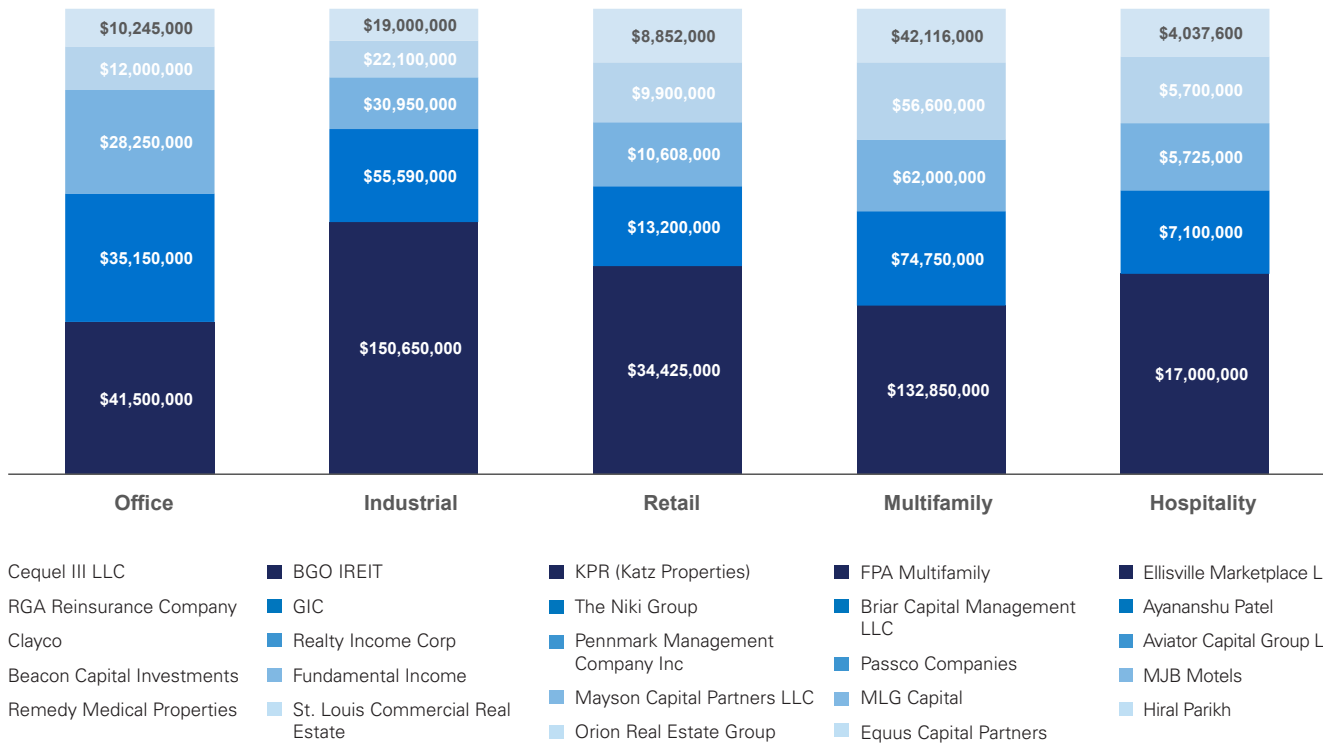 $10,245,000
$12,000,000
$28,250,000
$35,150,000
$41,500,000
$19,000,000
$22,100,000
$30,950,000
$55,590,000
$150,650,000
$8,852,000
$9,900,000
$10,608,000
$13,200,000
$34,425,000
$42,116,000
$56,600,000
$62,000,000
$74,750,000
$132,850,000
$4,037,600
$5,700,000
$5,725,000
$7,100,000
$17,000,000
Office
Industrial
Retail
Multifamily
Hospitality
Cequel III LLC
RGA Reinsurance Company
Clayco
Beacon Capital Investments
Remedy Medical Properties
BGO IREIT
GIC
Realty Income Corp
Fundamental Income
St. Louis Commercial Real
Estate
KPR (Katz Properties)
The Niki Group
Pennmark Management
Company Inc
Mayson Capital Partners LLC
Orion Real Estate Group
FPA Multifamily
Briar Capital Management
LLC
Passco Companies
MLG Capital
Equus Capital Partners
Ellisville Marketplace L
Ayananshu Patel
Aviator Capital Group L
MJB Motels
Hiral Parikh